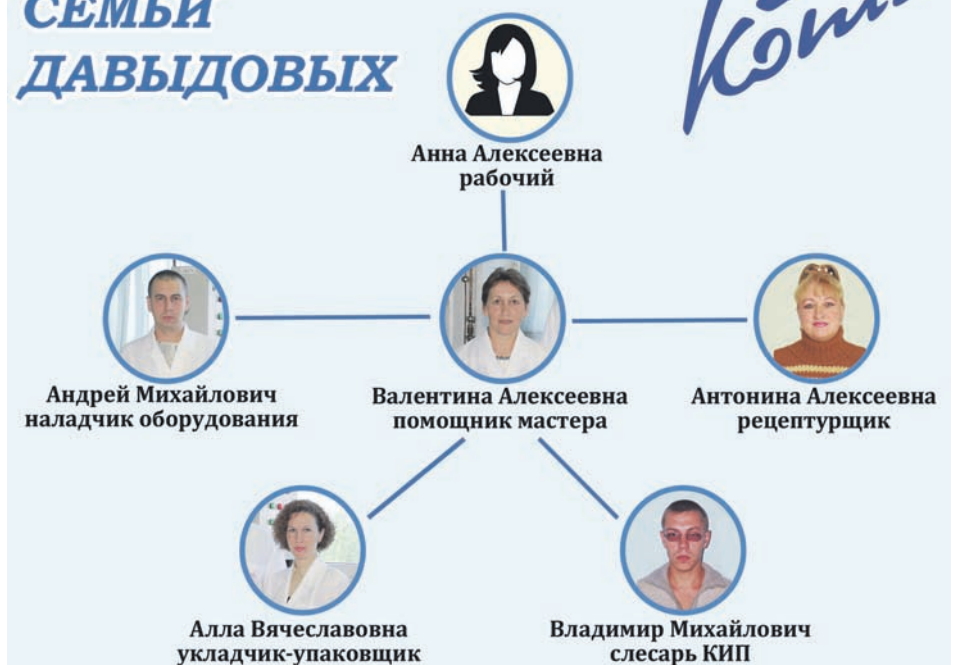 СЕМЬИ
ДАВЫДОВЫХ
Анна Алексеевна
рабочий
Андрей Михайлович
наладчик оборудования
Валентина Алексеевна
помощник мастера
Антонина Алексеевна
рецептурщик
Алла Вячеславовна
укладчик-упаковщик
Владимир Михайлович
слесарь КИП